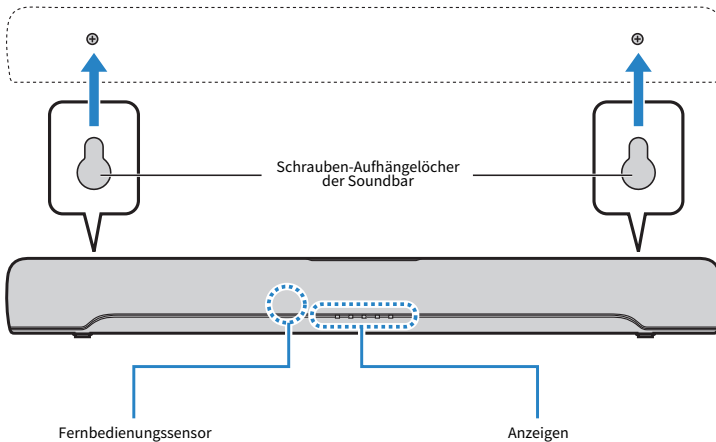 Schrauben-Aufhängelöcher
der Soundbar
Fernbedienungssensor
Anzeigen